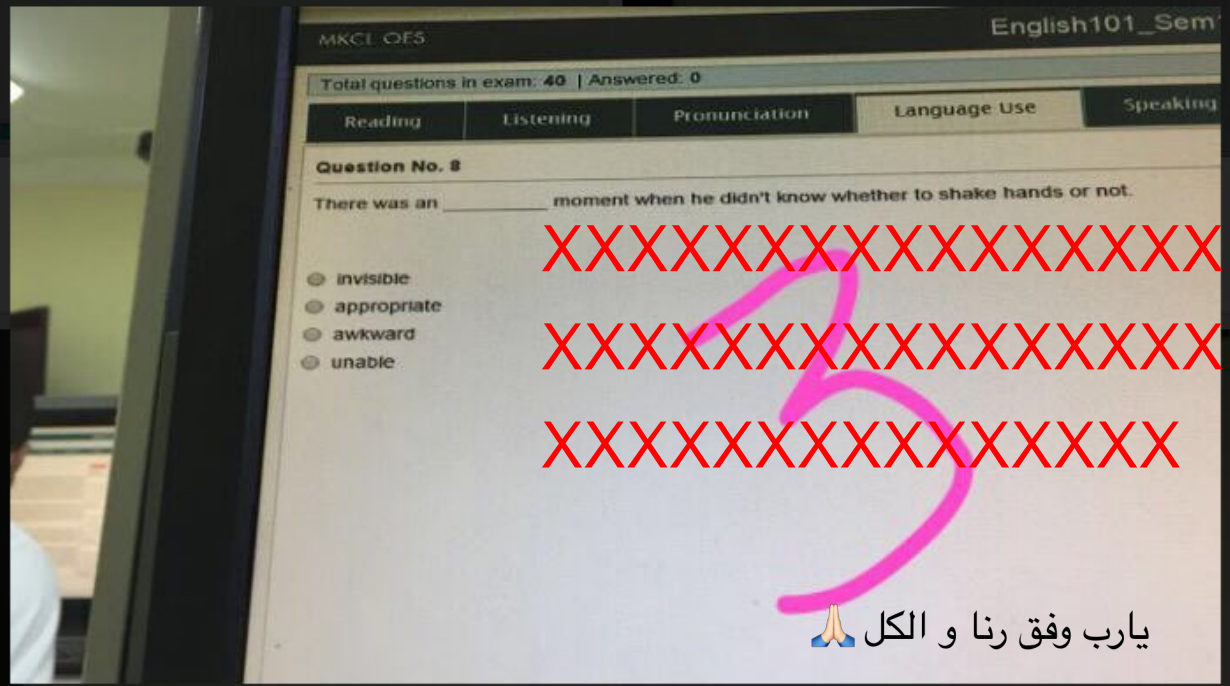 MKCL OES
English101_Sem
Total questions in exam: 40 | Answered: 0
Reading Listening Pronunciation Language Use Speaking
Question No. 8
There was an __________ moment when he didn't know whether to shake hands or not.
XXXXXXXXXXXXXXXX
invisible
appropriate
awkward
XXXXXXXXXXXXXXXX
unable
XXXXXXXXXXXXXXX
3
يارب وفق رنا و الكل 🙏🏻